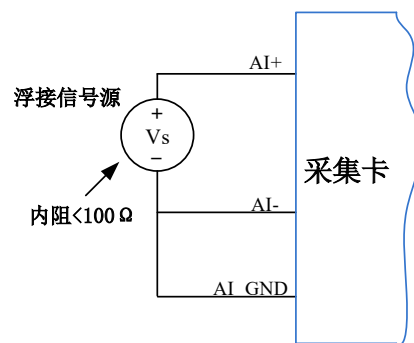 AI+
浮接信号源
+
Vs
−
采集卡
内阻<100Ω
AI-
AI_GND